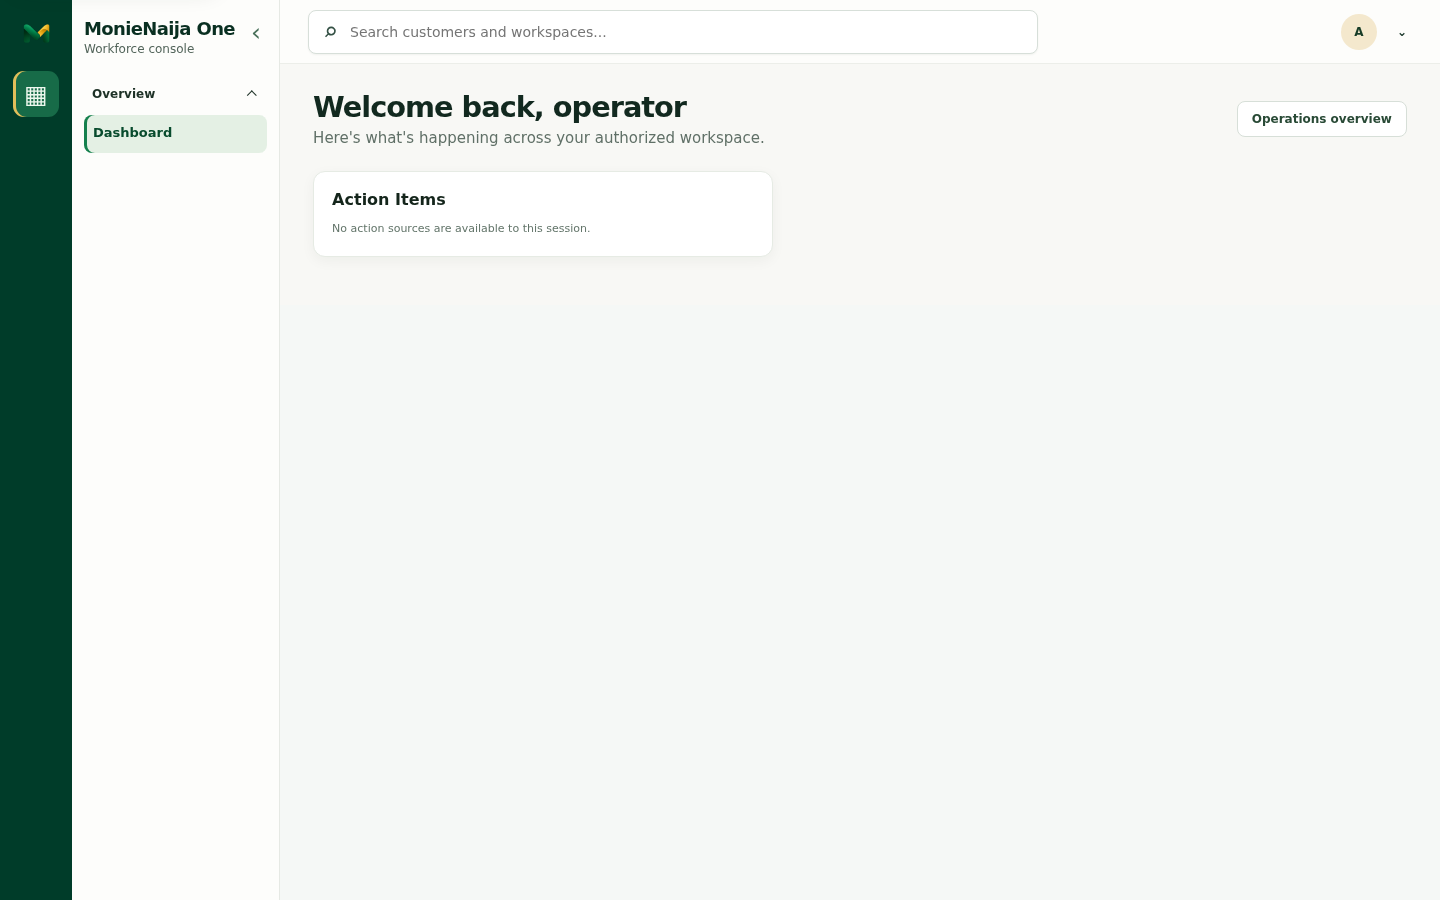 MonieNaija One
Workforce console
Overview
Dashboard
Search customers and workspaces...
A
Welcome back, operator
Here's what's happening across your authorized workspace.
Operations overview
Action Items
No action sources are available to this session.